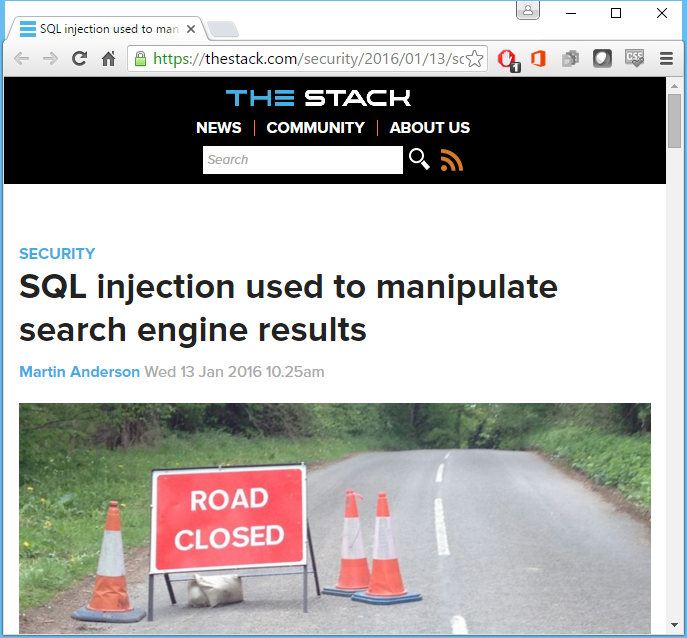 SQL injection used to man
https://thestack.com/security/2016/01/13/sc
1
CSS
THE STACK
NEWS | COMMUNITY | ABOUT US
Search
SECURITY
SQL injection used to manipulate
search engine results
Martin Anderson Wed 13 Jan 2016 10.25am
ROAD
CLOSED